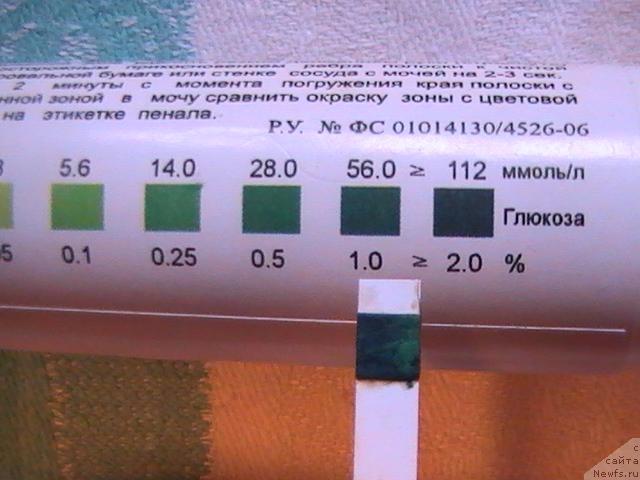 прикосновением ребра полоски к чистой
бумаге или стенке сосуда с мочей на 2-3 сек.
2 минуты с момента погружения края полоски с
нной зоной в мочу сравнить окраску зоны с цветовой
на этикетке пенала.
Р.У. № ФС 01014130/4526-06
5.6 14.0 28.0 56.0 ≥ 112 ммоль/л
Глюкоза
0.1 0.25 0.5 1.0 ≥ 2.0 %
с
сайта
Newfs.ru